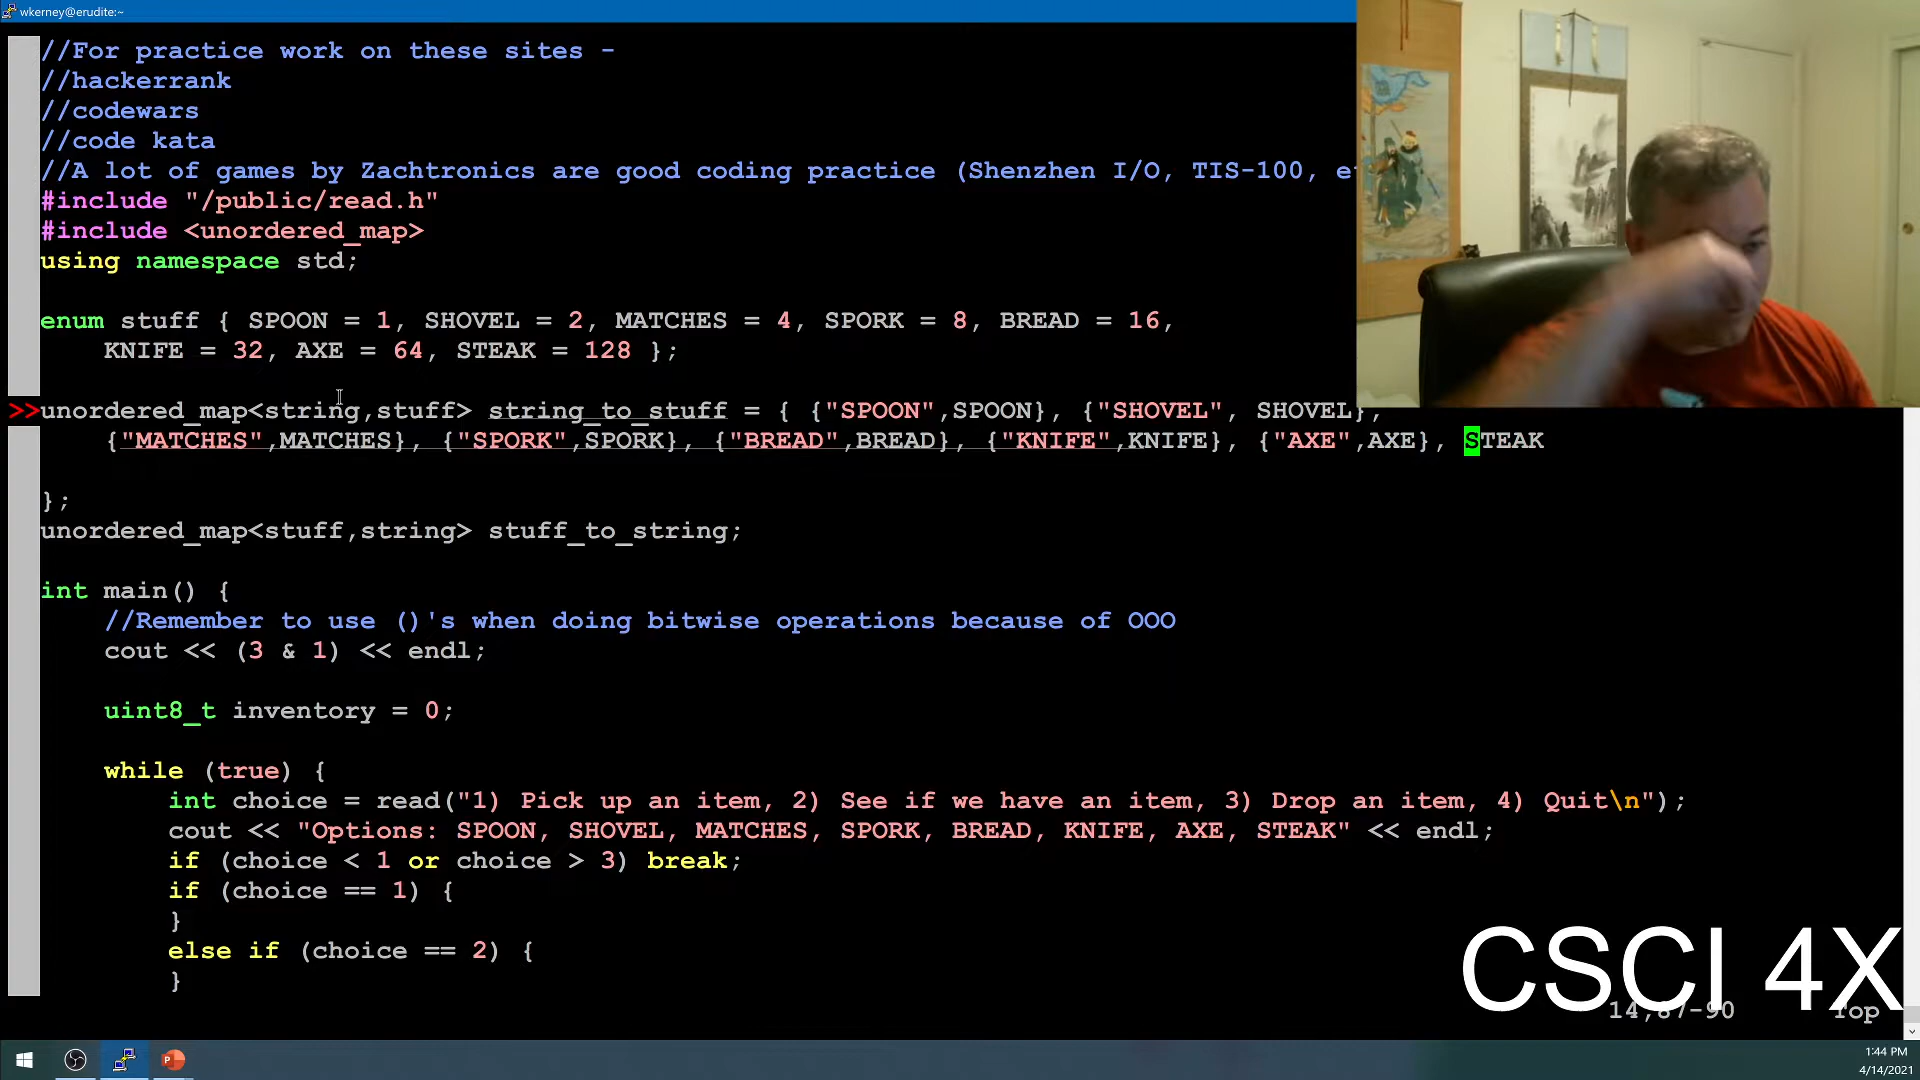 wkerney@erudite:~
//For practice work on these sites -
//hackerrank
//codewars
//code kata
//A lot of games by Zachtronics are good coding practice (Shenzhen I/O, TIS-100, et
#include "/public/read.h"
#include <unordered_map>
using namespace std;
enum stuff { SPOON = 1, SHOVEL = 2, MATCHES = 4, SPORK = 8, BREAD = 16,
KNIFE = 32, AXE = 64, STEAK = 128 };
>>unordered_map<string,stuff> string_to_stuff = { {"SPOON",SPOON}, {"SHOVEL", SHOVEL},
{"MATCHES",MATCHES}, {"SPORK",SPORK}, {"BREAD",BREAD}, {"KNIFE",KNIFE}, {"AXE",AXE}, STEAK
};
unordered_map<stuff,string> stuff_to_string;
int main() {
//Remember to use ()'s when doing bitwise operations because of OOO
cout << (3 & 1) << endl;
uint8_t inventory = 0;
while (true) {
int choice = read("1) Pick up an item, 2) See if we have an item, 3) Drop an item, 4) Quit\n");
cout << "Options: SPOON, SHOVEL, MATCHES, SPORK, BREAD, KNIFE, AXE, STEAK" << endl;
if (choice < 1 or choice > 3) break;
if (choice == 1) {
}
else if (choice == 2) {
}
CSCI 4X
14,87-90 Top
1:44 PM
4/14/2021